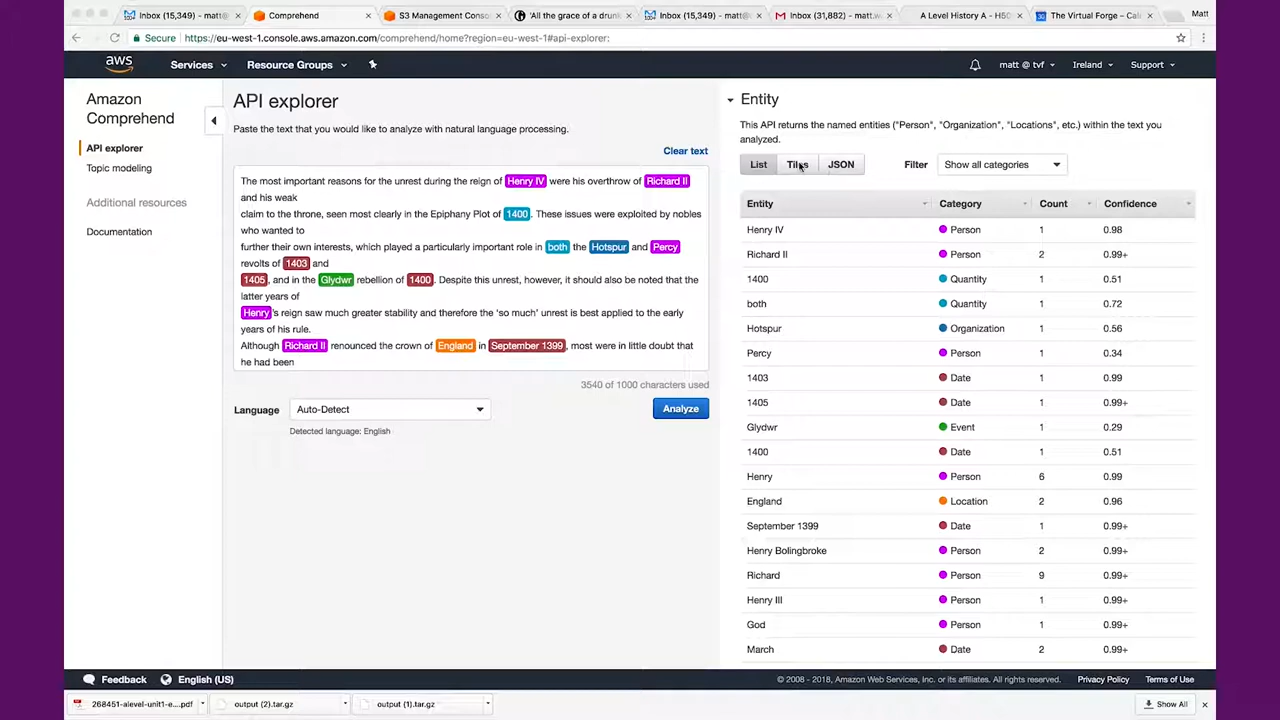 Inbox (15,349) - matt@
Comprehend
S3 Management Conso
'All the grace of a drunk
Inbox (15,349) - matt@
Inbox (31,882) - matt.w
A Level History A - H50
The Virtual Forge - Cale
Matt
Secure
https://eu-west-1.console.aws.amazon.com/comprehend/home?region=eu-west-1#api-explorer:
aws
Services
Resource Groups
matt @ tvf
Ireland
Support
Amazon
Comprehend
API explorer
Topic modeling
Additional resources
Documentation
API explorer
Paste the text that you would like to analyze with natural language processing.
Clear text
The most important reasons for the unrest during the reign of Henry IV were his overthrow of Richard II
and his weak
claim to the throne, seen most clearly in the Epiphany Plot of 1400. These issues were exploited by nobles
who wanted to
further their own interests, which played a particularly important role in both the Hotspur and Percy
revolts of 1403 and
1405, and in the Glydwr rebellion of 1400. Despite this unrest, however, it should also be noted that the
latter years of
Henry's reign saw much greater stability and therefore the 'so much' unrest is best applied to the early
years of his rule.
Although Richard II renounced the crown of England in September 1399, most were in little doubt that
he had been
3540 of 1000 characters used
Language
Auto-Detect
Analyze
Detected language: English
Entity
This API returns the named entities ("Person", "Organization", "Locations", etc.) within the text you
analyzed.
List
Tiles
JSON
Filter
Show all categories
Entity Category Count Confidence
Henry IV Person 1 0.98
Richard II Person 2 0.99+
1400 Quantity 1 0.51
both Quantity 1 0.72
Hotspur Organization 1 0.56
Percy Person 1 0.34
1403 Date 1 0.99
1405 Date 1 0.99+
Glydwr Event 1 0.29
1400 Date 1 0.51
Henry Person 6 0.99
England Location 2 0.96
September 1399 Date 1 0.99+
Henry Bolingbroke Person 2 0.99+
Richard Person 9 0.99+
Henry III Person 1 0.99+
God Person 1 0.99+
March Date 2 0.99+
Feedback
English (US)
© 2008 - 2018, Amazon Web Services, Inc. or its affiliates. All rights reserved.
Privacy Policy
Terms of Use
268451-alevel-unit1-e....pdf
output (2).tar.gz
output (1).tar.gz
Show All